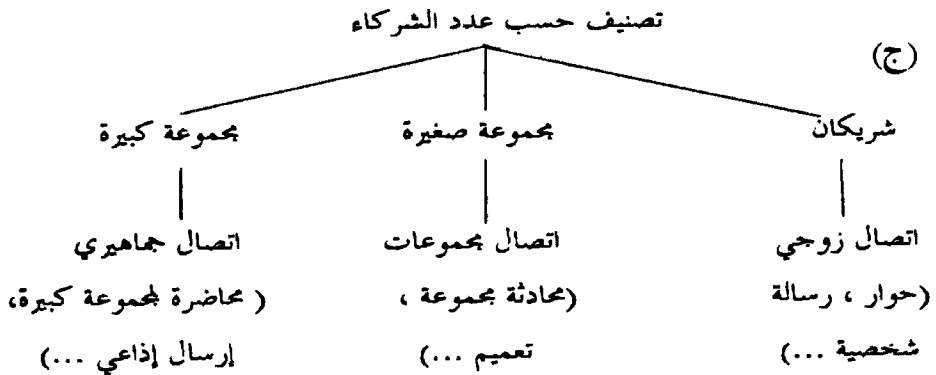 تصنيف حسب عدد الشركاء
(ج)
شريكان مجموعة صغيرة مجموعة كبيرة
اتصال زوجي اتصال مجموعات اتصال جماهيري
(حوار ، رسالة (محادثة مجموعة ، ( محاضرة لمجموعة كبيرة،
شخصية ...) تعميم ...) إرسال إذاعي ...)